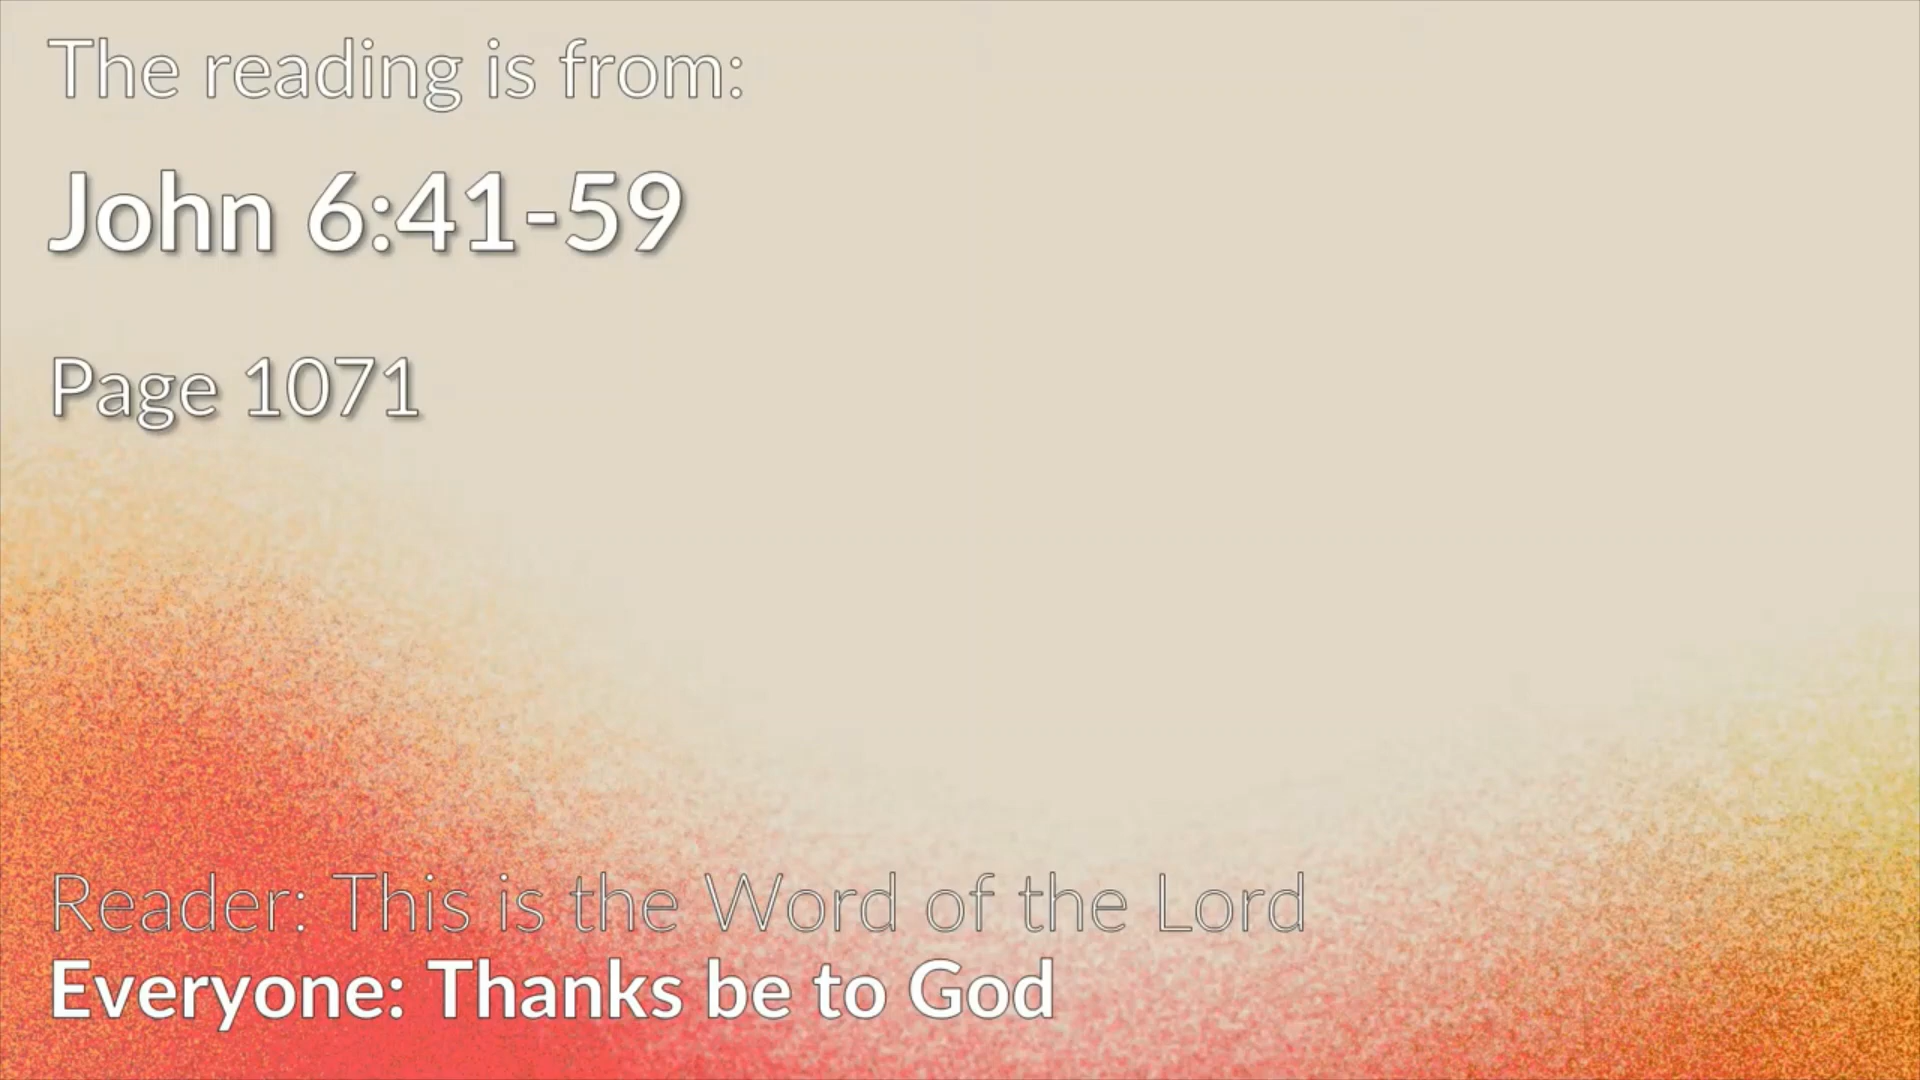 The reading is from:
John 6:41-59
Page 1071
Reader: This is the Word of the Lord
Everyone: Thanks be to God